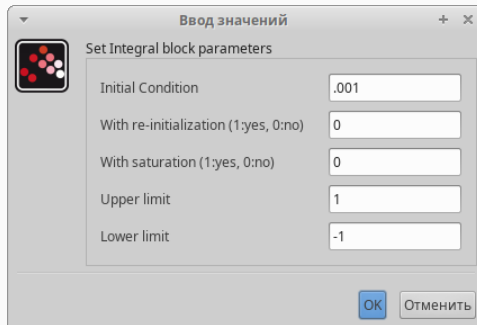 Ввод значений
Set Integral block parameters
Initial Condition .001
With re-initialization (1:yes, 0:no) 0
With saturation (1:yes, 0:no) 0
Upper limit 1
Lower limit -1
OK Отменить